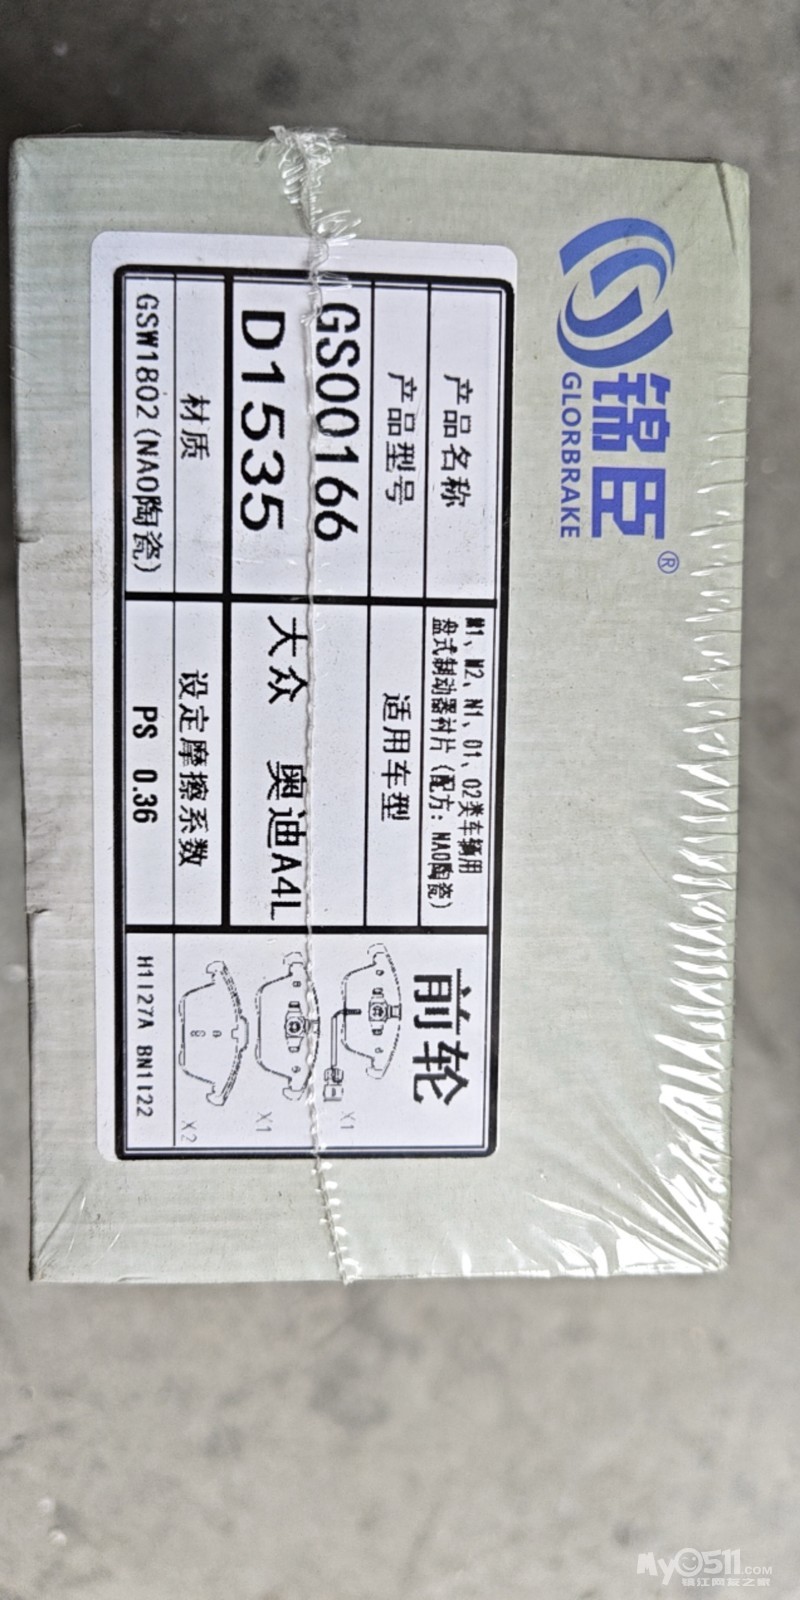 锦臣®
GLORBRAKE
产品名称
M1、M2、N1、O1、O2类车辆用
盘式制动器衬片(配方：NAO陶瓷)
前轮
产品型号
适用车型
GS00166
D1535
大众 奥迪A4L
X1
X1
X2
材质
设定摩擦系数
GSW1802(NAO陶瓷)
PS 0.36
H1127A BN1122
My0511.COM
镇江网友之家